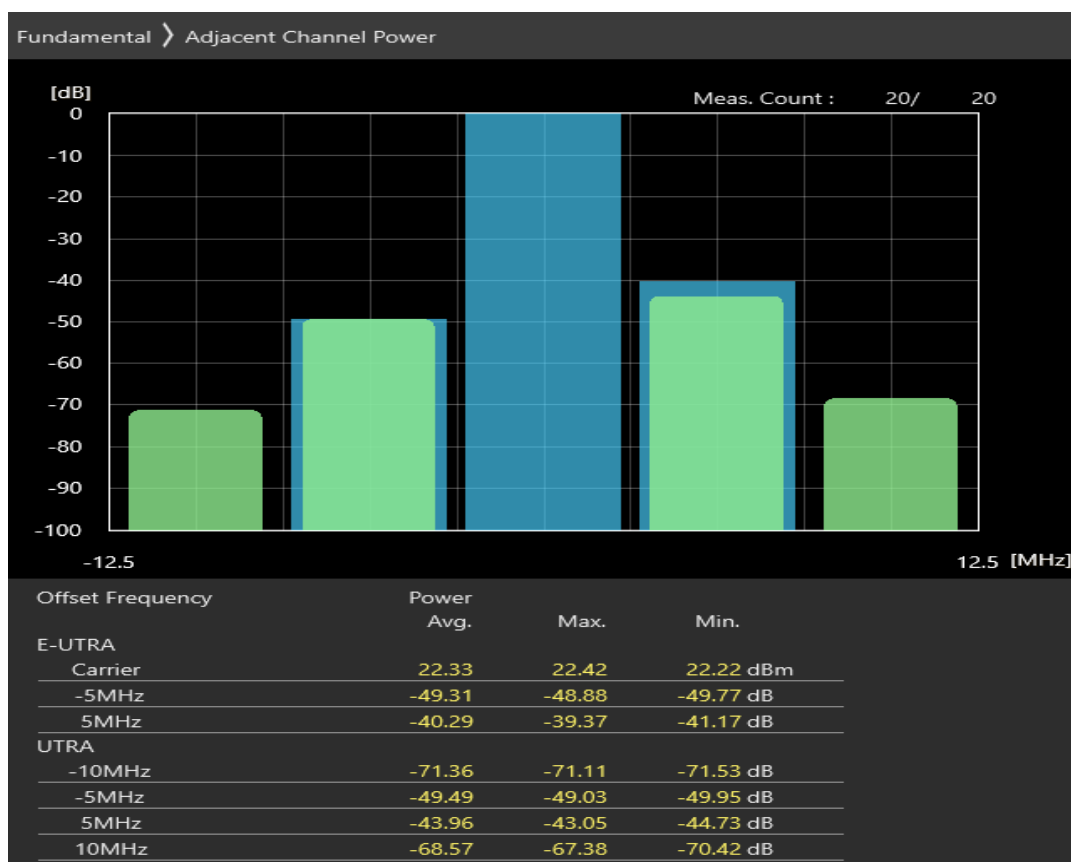 Fundamental 》 Adjacent Channel Power
[dB]
Meas. Count : 20/ 20
0
-10
-20
-30
-40
-50
-60
-70
-80
-90
-100
-12.5 12.5 [MHz]
Offset Frequency Power
Avg. Max. Min.
E-UTRA
Carrier 22.33 22.42 22.22 dBm
-5MHz -49.31 -48.88 -49.77 dB
5MHz -40.29 -39.37 -41.17 dB
UTRA
-10MHz -71.36 -71.11 -71.53 dB
-5MHz -49.49 -49.03 -49.95 dB
5MHz -43.96 -43.05 -44.73 dB
10MHz -68.57 -67.38 -70.42 dB